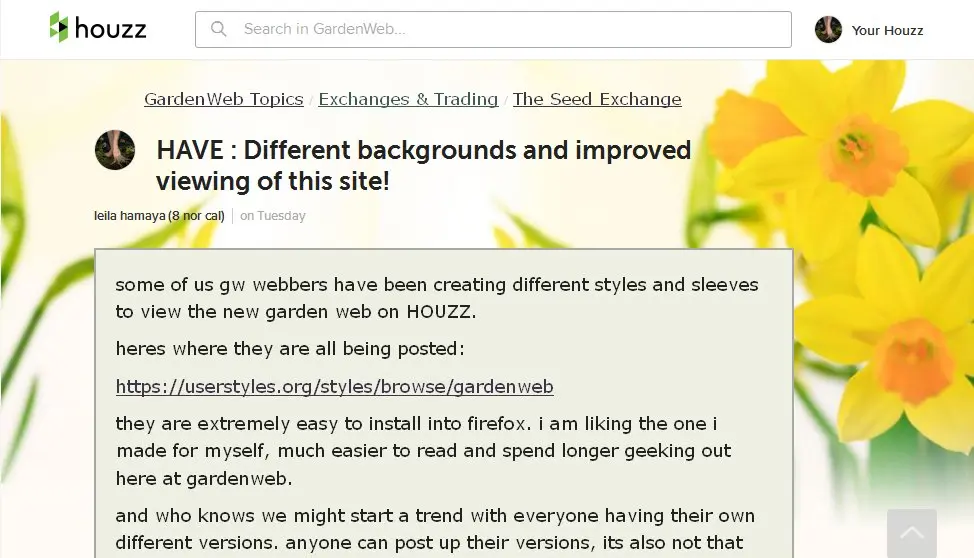 houzz
Search in GardenWeb...
Your Houzz
GardenWeb Topics / Exchanges & Trading / The Seed Exchange
HAVE : Different backgrounds and improved
viewing of this site!
leila hamaya (8 nor cal) | on Tuesday
some of us gw webbers have been creating different styles and sleeves
to view the new garden web on HOUZZ.
heres where they are all being posted:
https://userstyles.org/styles/browse/gardenweb
they are extremely easy to install into firefox. i am liking the one i
made for myself, much easier to read and spend longer geeking out
here at gardenweb.
and who knows we might start a trend with everyone having their own
different versions. anyone can post up their versions, its also not that